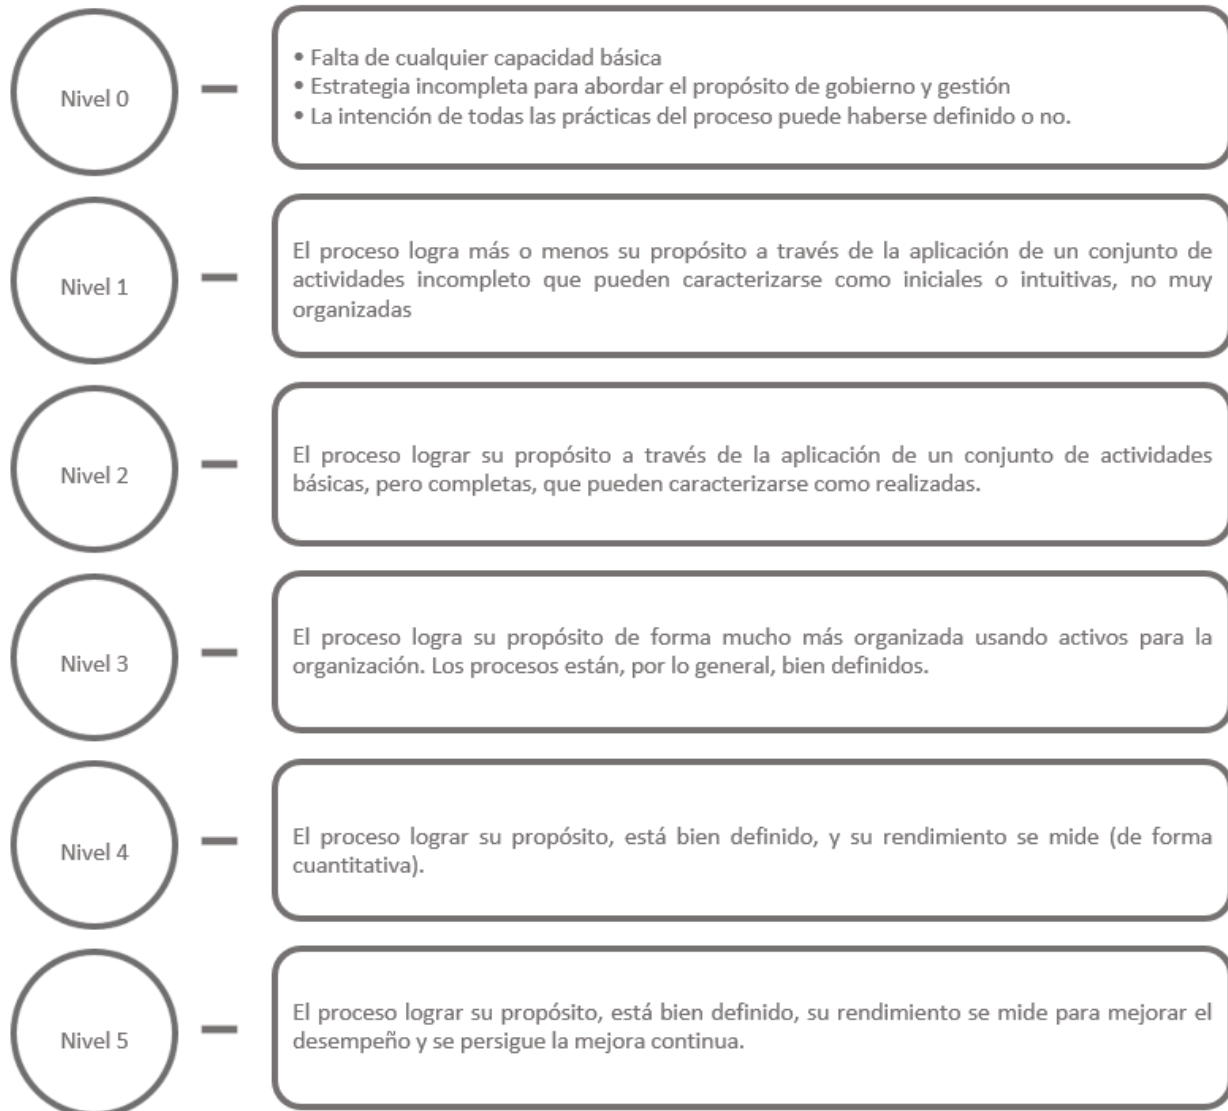 Nivel 0
• Falta de cualquier capacidad básica
• Estrategia incompleta para abordar el propósito de gobierno y gestión
• La intención de todas las prácticas del proceso puede haberse definido o no.
Nivel 1
El proceso logra más o menos su propósito a través de la aplicación de un conjunto de
actividades incompleto que pueden caracterizarse como iniciales o intuitivas, no muy
organizadas
Nivel 2
El proceso lograr su propósito a través de la aplicación de un conjunto de actividades
básicas, pero completas, que pueden caracterizarse como realizadas.
Nivel 3
El proceso logra su propósito de forma mucho más organizada usando activos para la
organización. Los procesos están, por lo general, bien definidos.
Nivel 4
El proceso lograr su propósito, está bien definido, y su rendimiento se mide (de forma
cuantitativa).
Nivel 5
El proceso lograr su propósito, está bien definido, su rendimiento se mide para mejorar el
desempeño y se persigue la mejora continua.